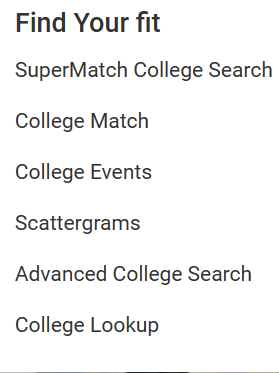 Find Your fit
SuperMatch College Search
College Match
College Events
Scattergrams
Advanced College Search
College Lookup